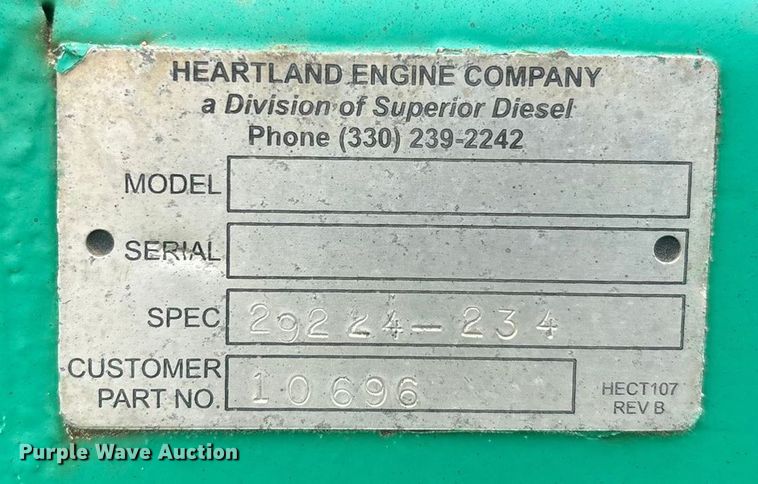 HEARTLAND ENGINE COMPANY
a Division of Superior Diesel
Phone (330) 239-2242
MODEL
SERIAL
SPEC 29224-234
CUSTOMER
PART NO. 10696
HECT107
REV B
Purple Wave Auction